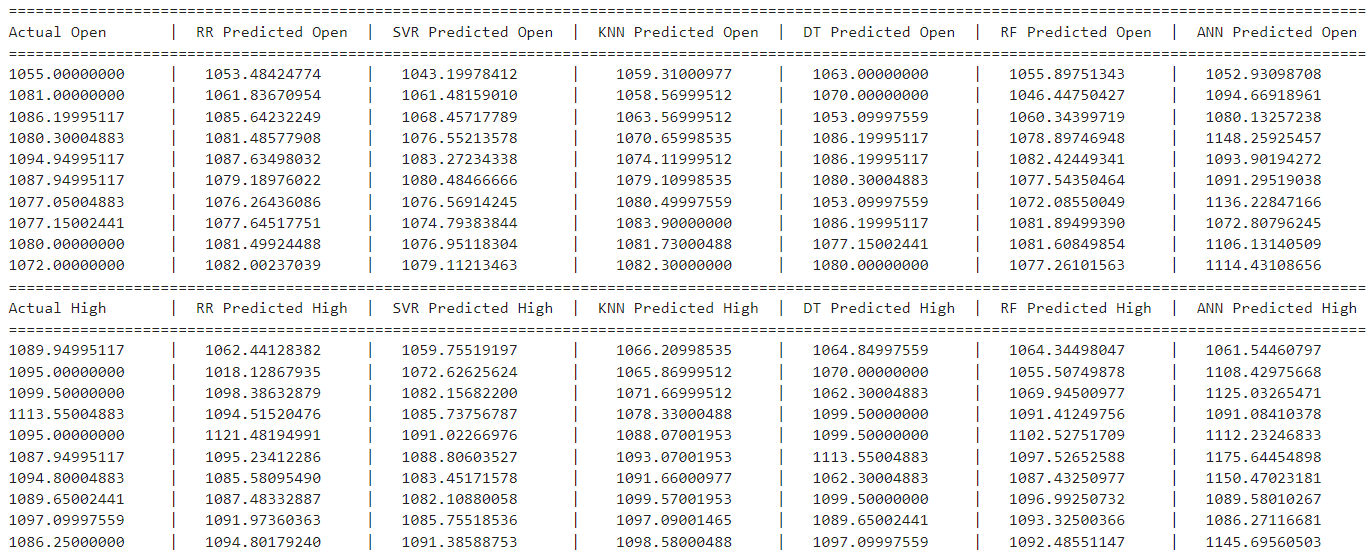 ===================================================================================================================================================
Actual Open | RR Predicted Open | SVR Predicted Open | KNN Predicted Open | DT Predicted Open | RF Predicted Open | ANN Predicted Open
===================================================================================================================================================
1055.00000000 | 1053.48424774 | 1043.19978412 | 1059.31000977 | 1063.00000000 | 1055.89751343 | 1052.93098708
1081.00000000 | 1061.83670954 | 1061.48159010 | 1058.56999512 | 1070.00000000 | 1046.44750427 | 1094.66918961
1086.19995117 | 1085.64232249 | 1068.45717789 | 1063.56999512 | 1053.09997559 | 1060.34399719 | 1080.13257238
1080.30004883 | 1081.48577908 | 1076.55213578 | 1070.65998535 | 1086.19995117 | 1078.89746948 | 1148.25925457
1094.94995117 | 1087.63498032 | 1083.27234338 | 1074.11999512 | 1086.19995117 | 1082.42449341 | 1093.90194272
1087.94995117 | 1079.18976022 | 1080.48466666 | 1079.10998535 | 1080.30004883 | 1077.54350464 | 1091.29519038
1077.05004883 | 1076.26436086 | 1076.56914245 | 1080.49997559 | 1053.09997559 | 1072.08550049 | 1136.22847166
1077.15002441 | 1077.64517751 | 1074.79383844 | 1083.90000000 | 1086.19995117 | 1081.89499390 | 1072.80796245
1080.00000000 | 1081.49924488 | 1076.95118304 | 1081.73000488 | 1077.15002441 | 1081.60849854 | 1106.13140509
1072.00000000 | 1082.00237039 | 1079.11213463 | 1082.30000000 | 1080.00000000 | 1077.26101563 | 1114.43108656
===================================================================================================================================================
Actual High | RR Predicted High | SVR Predicted High | KNN Predicted High | DT Predicted High | RF Predicted High | ANN Predicted High
===================================================================================================================================================
1089.94995117 | 1062.44128382 | 1059.75519197 | 1066.20998535 | 1064.84997559 | 1064.34498047 | 1061.54460797
1095.00000000 | 1018.12867935 | 1072.62625624 | 1065.86999512 | 1070.00000000 | 1055.50749878 | 1108.42975668
1099.50000000 | 1098.38632879 | 1082.15682200 | 1071.66999512 | 1062.30004883 | 1069.94500977 | 1125.03265471
1113.55004883 | 1094.51520476 | 1085.73756787 | 1078.33000488 | 1099.50000000 | 1091.41249756 | 1091.08410378
1095.00000000 | 1121.48194991 | 1091.02266976 | 1088.07001953 | 1099.50000000 | 1102.52751709 | 1112.23246833
1087.94995117 | 1095.23412286 | 1088.80603527 | 1093.07001953 | 1113.55004883 | 1097.52652588 | 1175.64454898
1094.80004883 | 1085.58095490 | 1083.45171578 | 1091.66000977 | 1062.30004883 | 1087.43250977 | 1150.47023181
1089.65002441 | 1087.48332887 | 1082.10880058 | 1099.57001953 | 1099.50000000 | 1096.99250732 | 1089.58010267
1097.09997559 | 1091.97360363 | 1085.75518536 | 1097.09001465 | 1089.65002441 | 1093.32500366 | 1086.27116681
1086.25000000 | 1094.80179240 | 1091.38588753 | 1098.58000488 | 1097.09997559 | 1092.48551147 | 1145.69560503